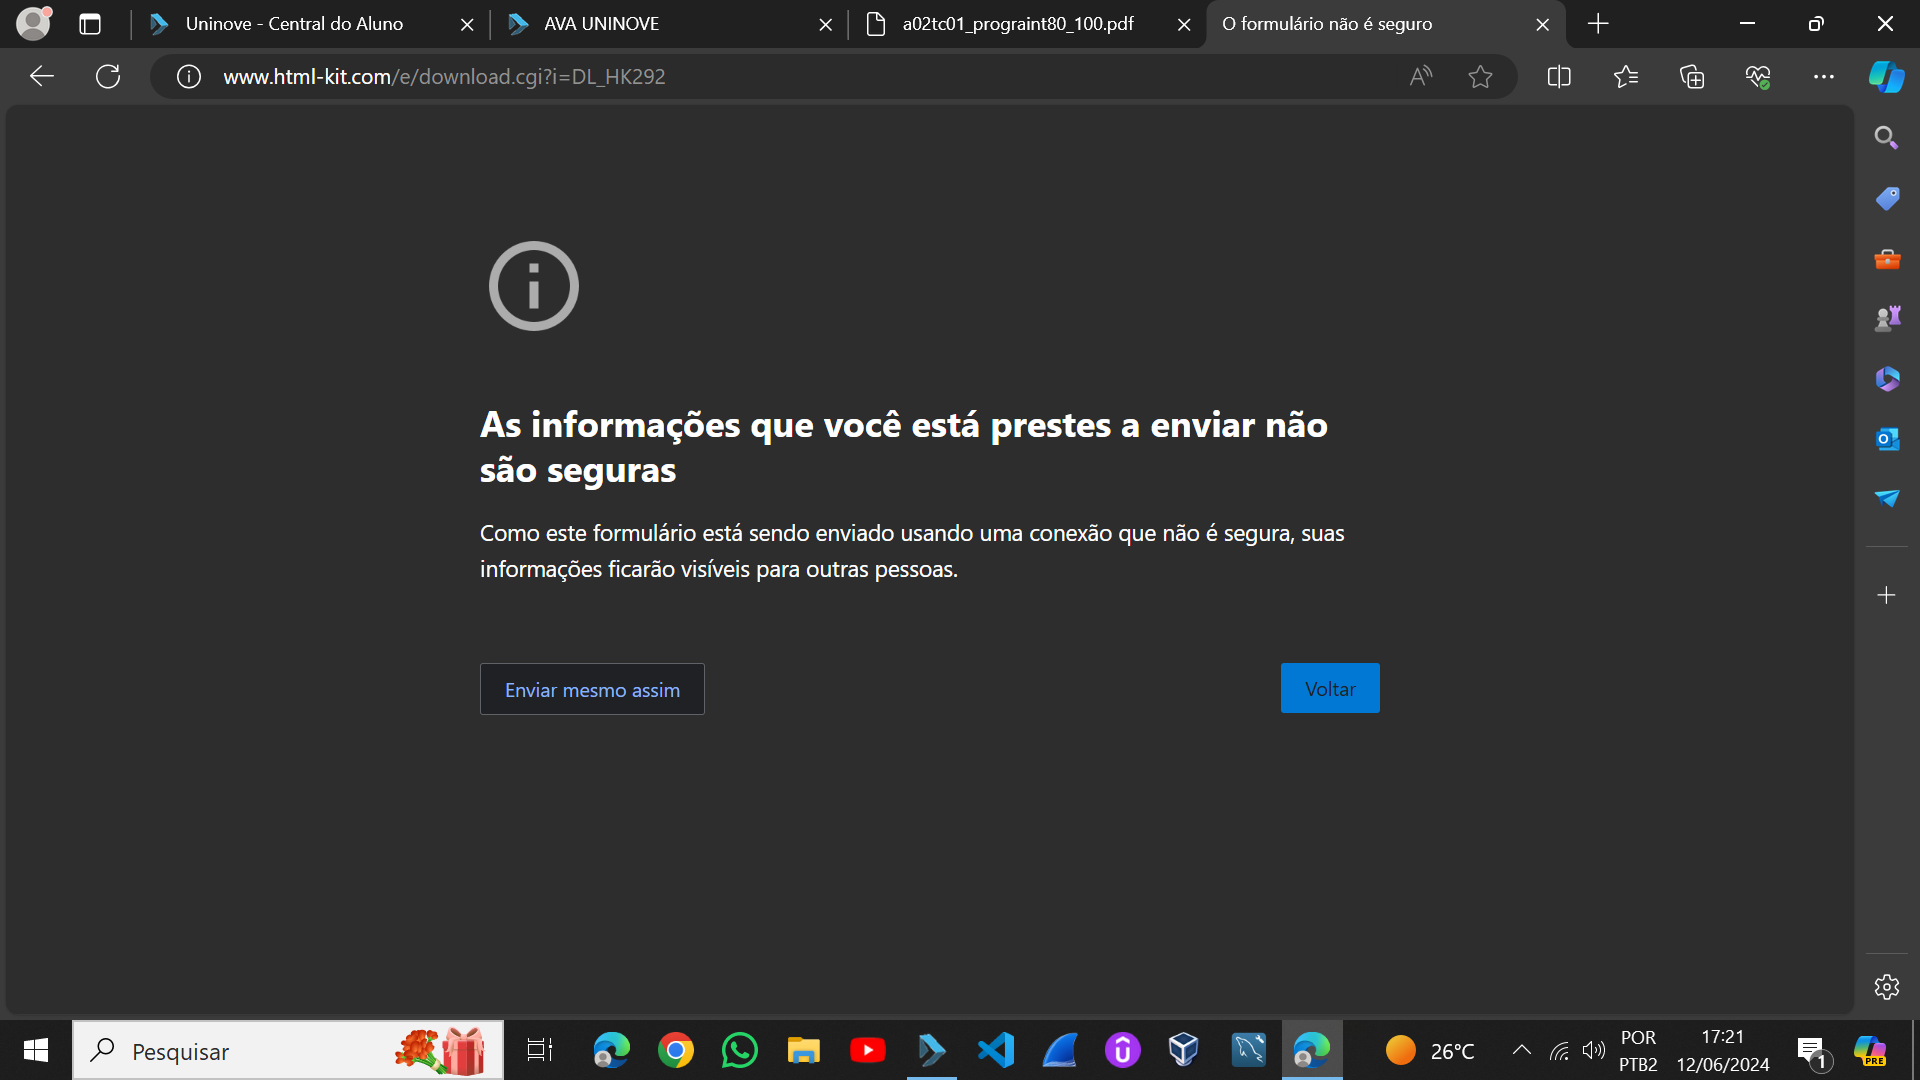 Uninove - Central do Aluno
AVA UNINOVE
a02tc01_prograint80_100.pdf
O formulário não é seguro
www.html-kit.com/e/download.cgi?i=DL_HK292
As informações que você está prestes a enviar não
são seguras
Como este formulário está sendo enviado usando uma conexão que não é segura, suas
informações ficarão visíveis para outras pessoas.
Enviar mesmo assim
Voltar
Pesquisar
26°C
POR
PTB2
17:21
12/06/2024
1
PRE